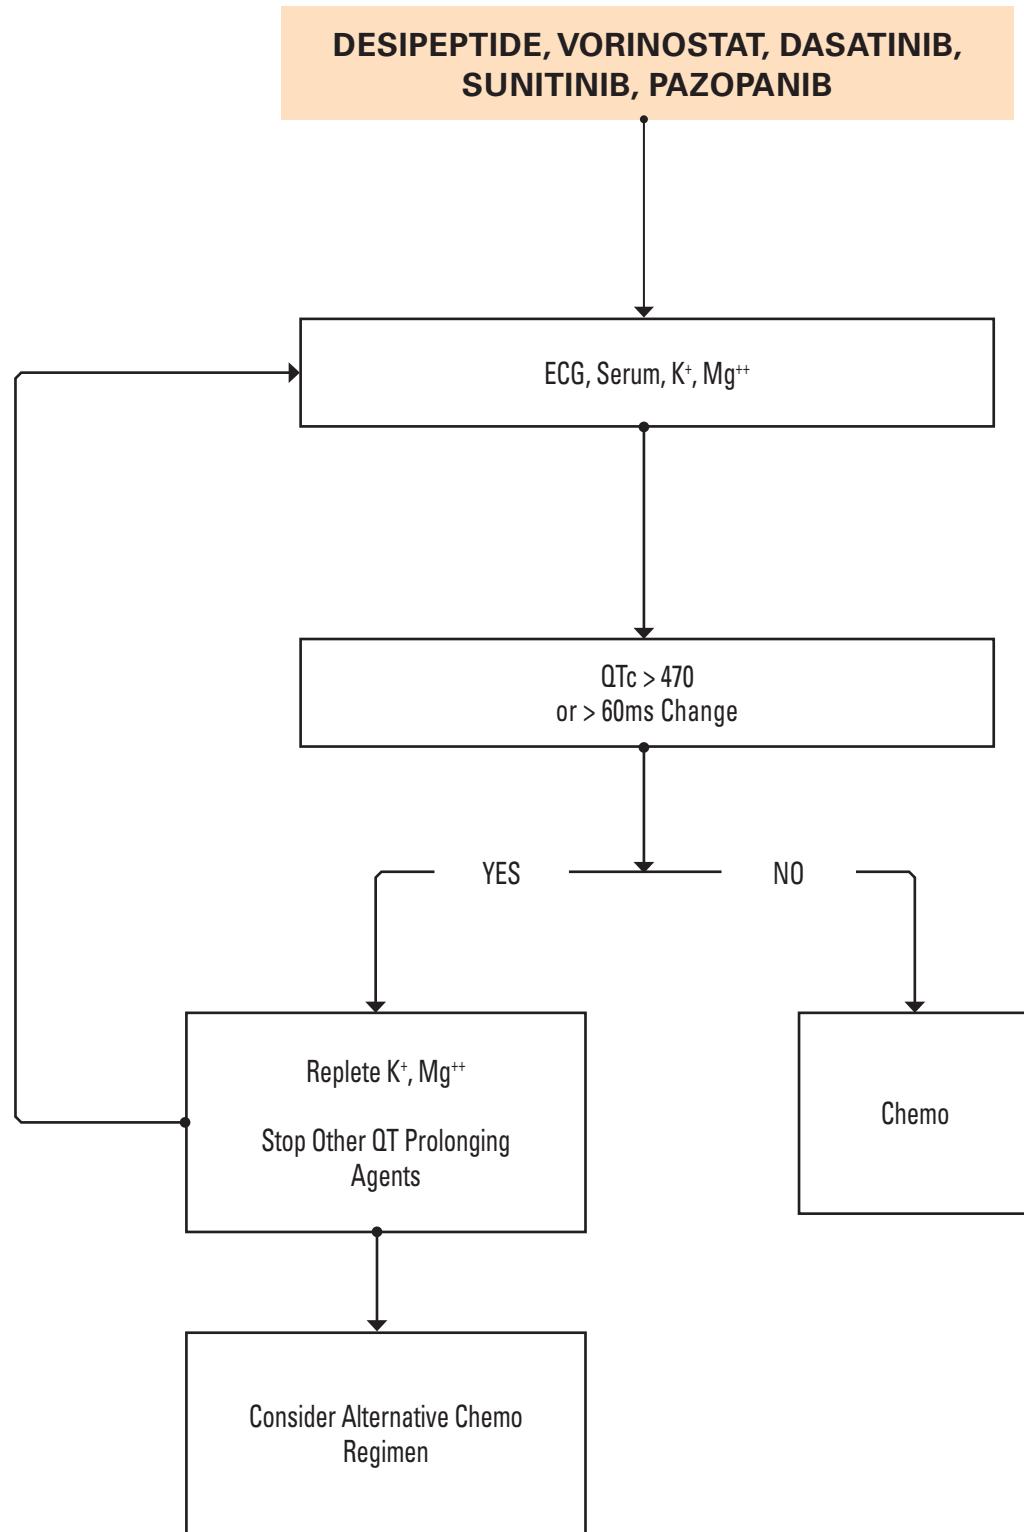 DESIPEPTIDE, VORINOSTAT, DASATINIB,
SUNITINIB, PAZOPANIB
ECG, Serum, K⁺, Mg⁺⁺
QTc > 470
or > 60ms Change
YES
NO
Replete K⁺, Mg⁺⁺
Stop Other QT Prolonging
Agents
Chemo
Consider Alternative Chemo
Regimen